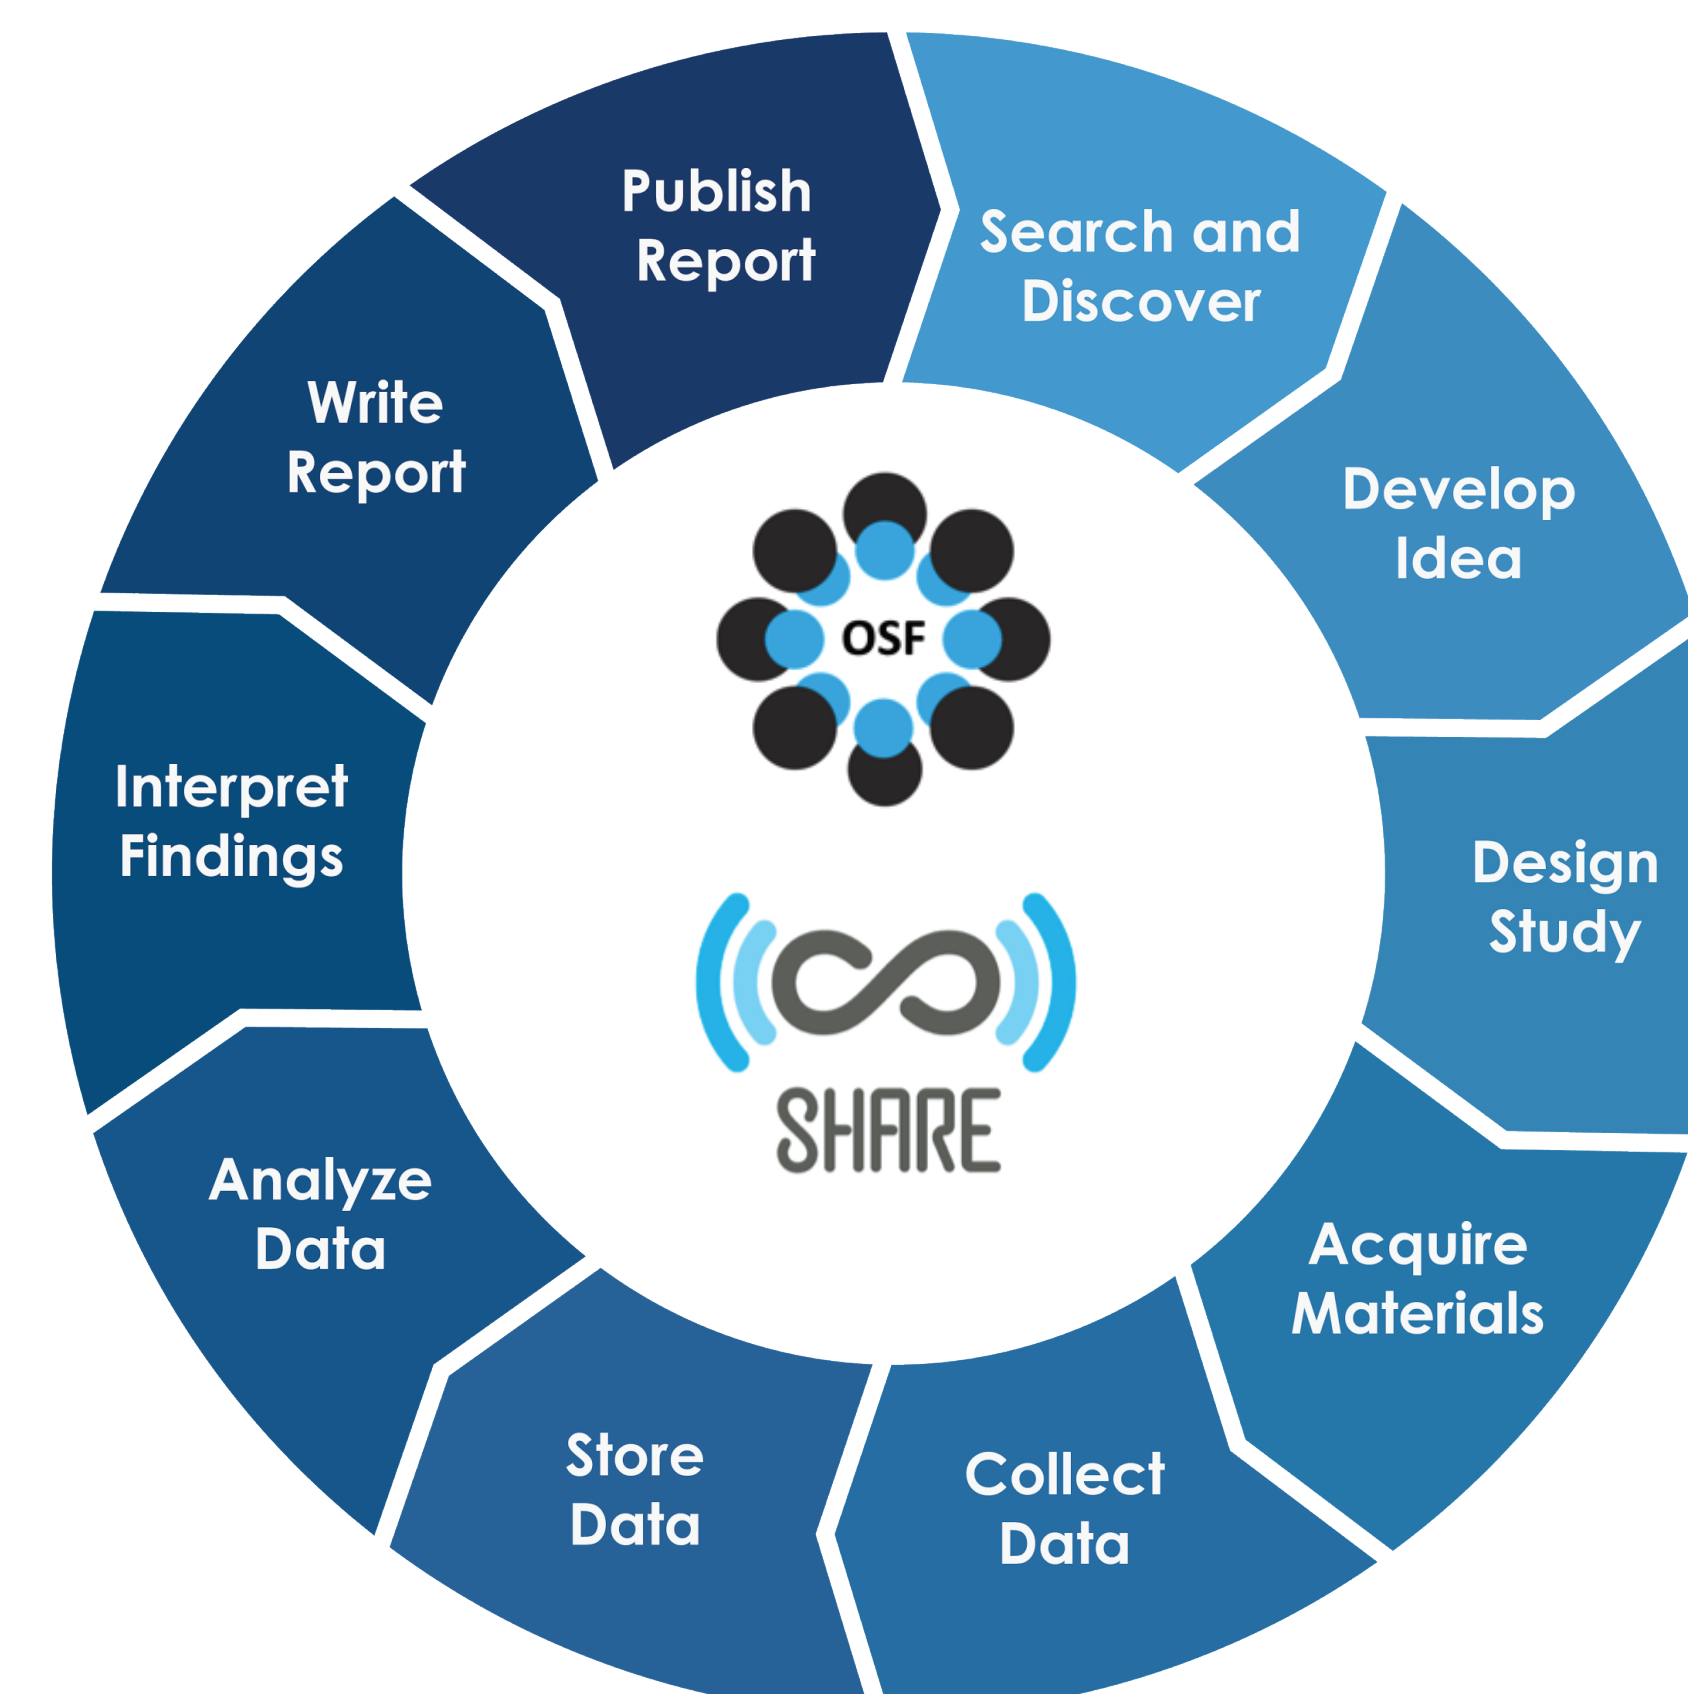 Search and
Discover
Develop
Idea
Design
Study
Acquire
Materials
Collect
Data
Store
Data
Analyze
Data
Interpret
Findings
Write
Report
Publish
Report
OSF
SHARE